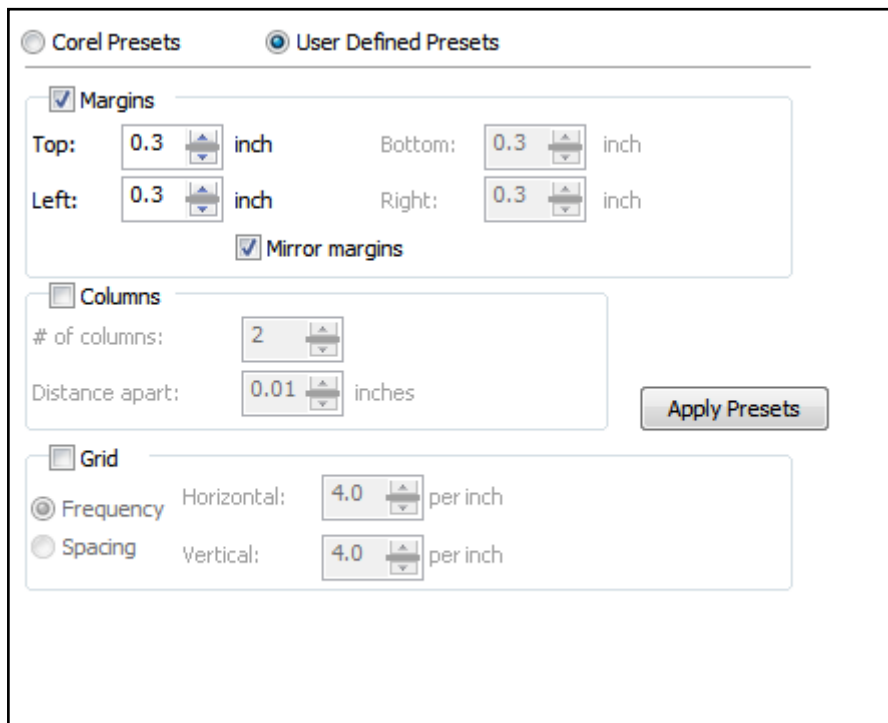 Corel Presets User Defined Presets
Margins
Top: 0.3 inch Bottom: 0.3 inch
Left: 0.3 inch Right: 0.3 inch
Mirror margins
Columns
# of columns: 2
Distance apart: 0.01 inches
Apply Presets
Grid
Frequency Horizontal: 4.0 per inch
Spacing Vertical: 4.0 per inch